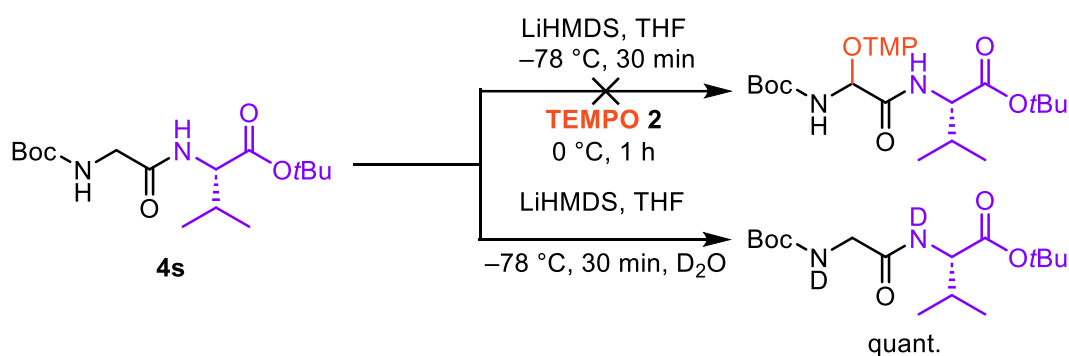 LiHMDS, THF
–78 °C, 30 min
TEMPO 2
0 °C, 1 h
OTMP
Boc
N
H
H
N
O
O
OtBu
Boc
N
H
H
N
O
O
OtBu
4s
LiHMDS, THF
–78 °C, 30 min, D2O
Boc
N
D
D
N
O
O
OtBu
quant.